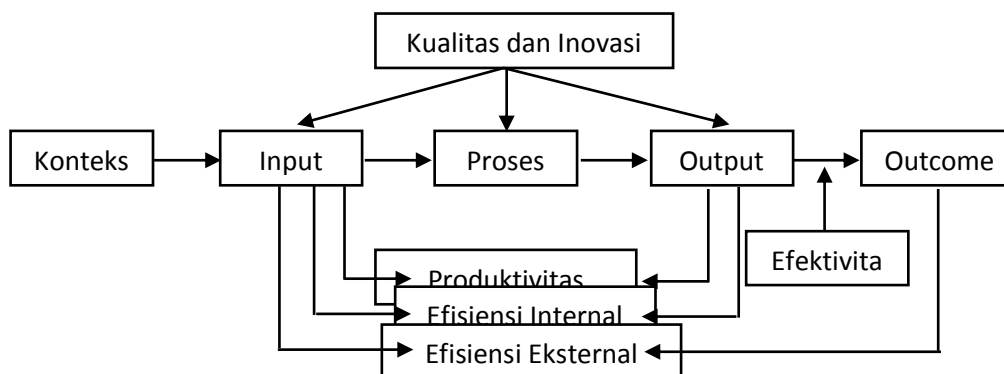 Kualitas dan Inovasi
Konteks
Input
Proses
Output
Outcome
Efektivita
Produktivitas
Efisiensi Internal
Efisiensi Eksternal